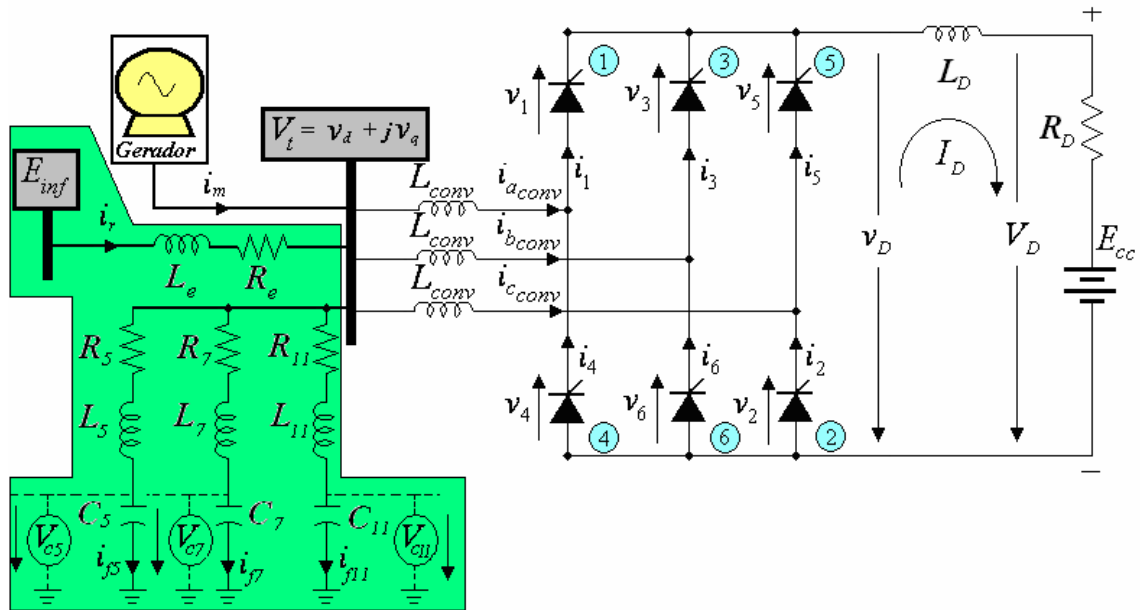 Gerador
V_t = v_d + jv_q
E_inf
i_m
i_r
L_e
R_e
L_conv
i_a_conv
L_conv
i_b_conv
L_conv
i_c_conv
R_5
R_7
R_11
L_5
L_7
L_11
C_5
C_7
C_11
V_c5
V_c7
V_c11
i_f5
i_f7
i_f11
1
3
5
v_1
v_3
v_5
i_1
i_3
i_5
i_4
i_6
i_2
v_4
v_6
v_2
4
6
2
L_D
+
R_D
I_D
v_D
V_D
E_cc
−